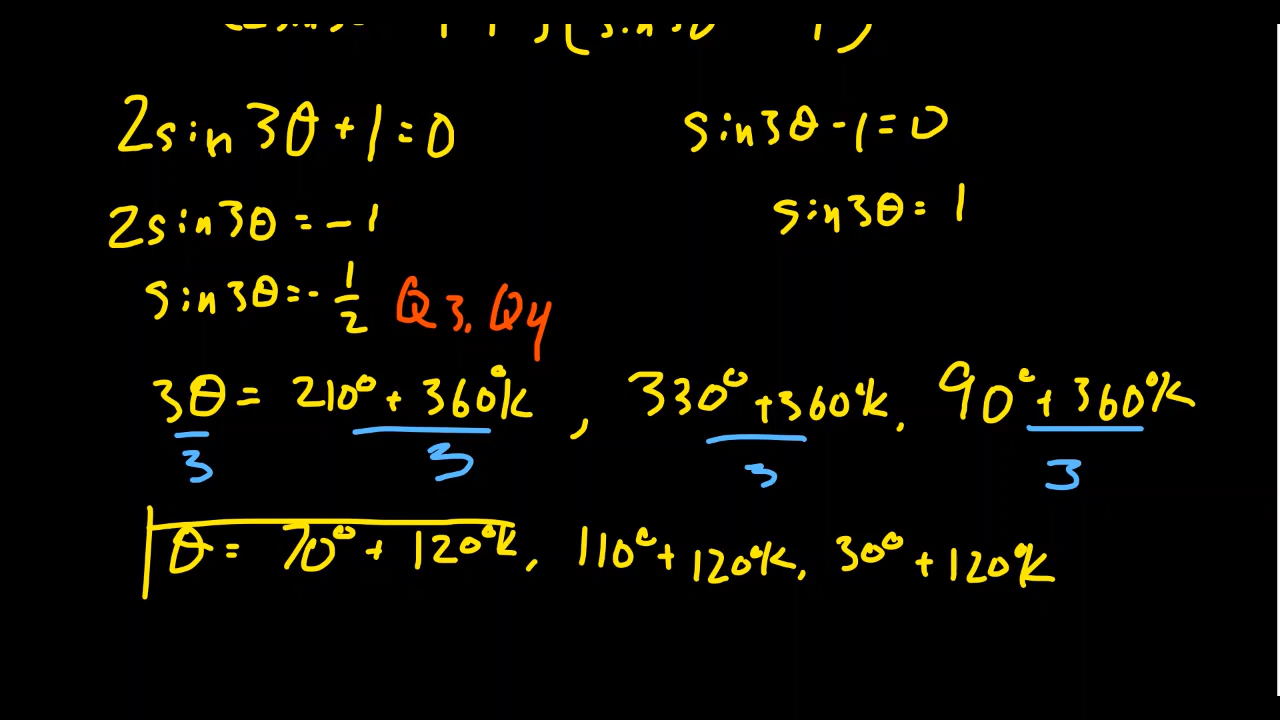 2sin3θ+1=0 sin3θ-1=0
2sin3θ=-1 sin3θ=1
sin3θ=-1/2 Q3, Q4
3θ = 210°+360°k, 330°+360°k, 90°+360°k
3 3 3 3
θ= 70°+120°k, 110°+120°k, 30°+120°k